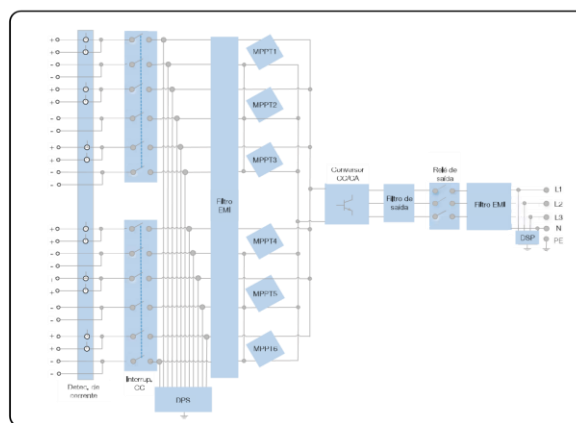 MPPT1
MPPT2
MPPT3
Filtro
EMI
MPPT4
MPPT5
MPPT6
Conversor
CC/CA
Filtro de
saída
Relé de
saída
Filtro EMI
L1
L2
L3
N
PE
DSP
Deten. de
corrente
Interrup.
CC
DPS